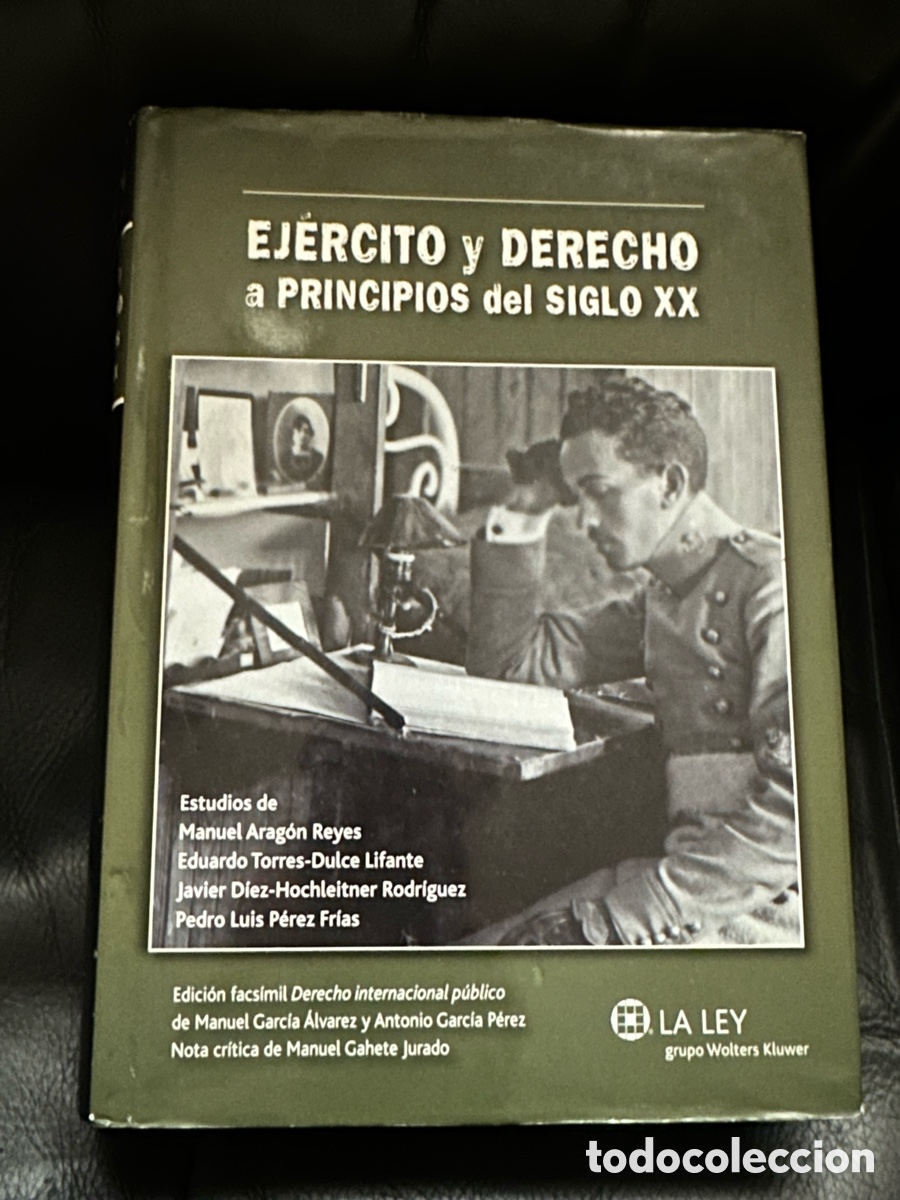 EJÉRCITO y DERECHO
a PRINCIPIOS del SIGLO XX
Estudios de
Manuel Aragón Reyes
Eduardo Torres-Dulce Lifante
Javier Díez-Hochleitner Rodríguez
Pedro Luis Pérez Frías
Edición facsímil Derecho internacional público
de Manuel García Álvarez y Antonio García Pérez
Nota crítica de Manuel Gahete Jurado
LA LEY
grupo Wolters Kluwer
todocoleccion